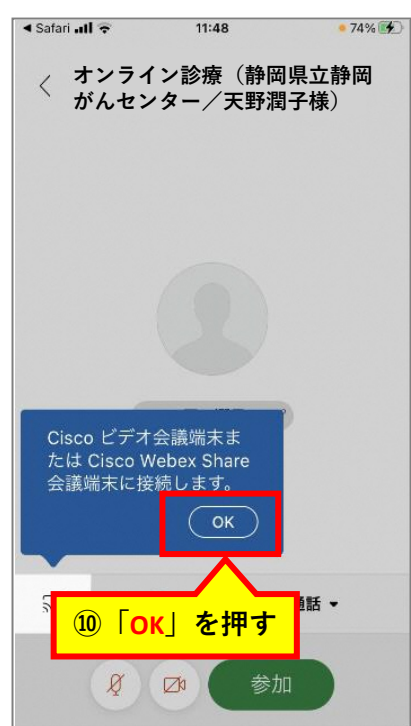 ◀ Safari 11:48 74%
オンライン診療（静岡県立静岡
がんセンター／天野潤子様）
Cisco ビデオ会議端末ま
たは Cisco Webex Share
会議端末に接続します。
OK
通話 ▼
⑩「OK」を押す
参加